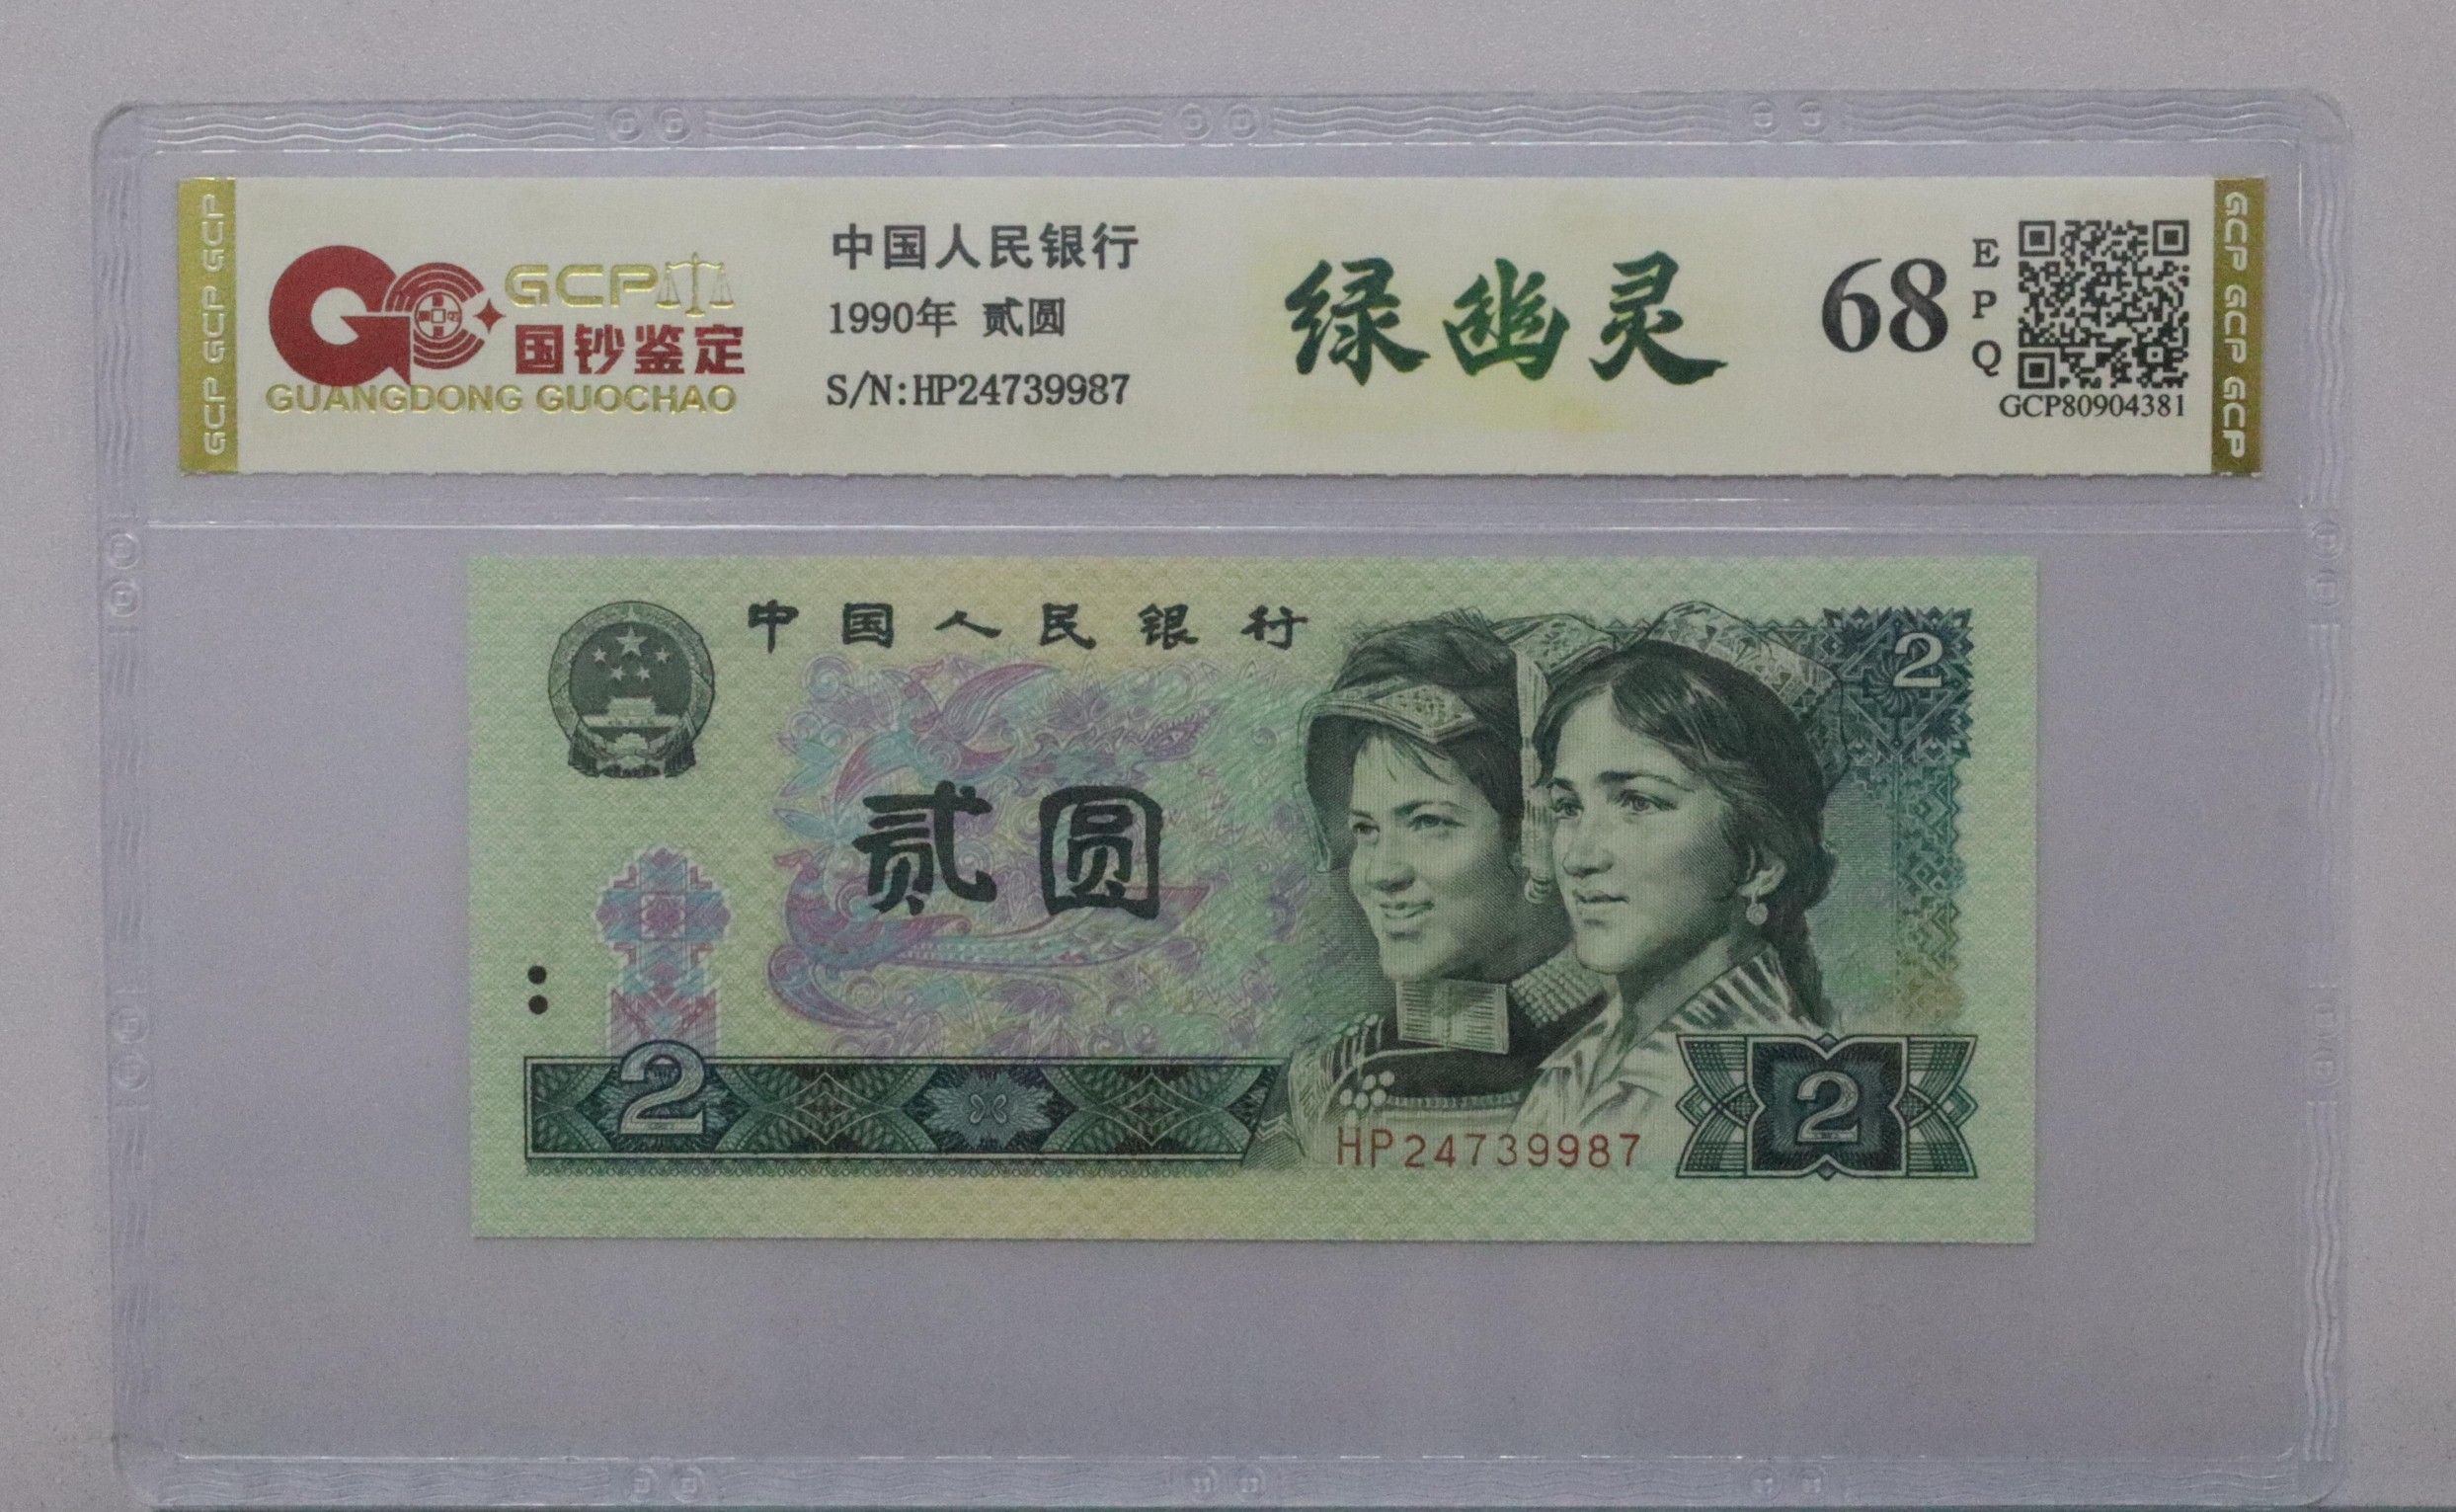 GCP GCP GCP
GCP
国钞鉴定
GUANGDONG GUOCHAO
中国人民银行
1990年 贰圆
S/N:HP24739987
绿幽灵
68
E
P
Q
GCP80904381
GCP GCP GCP
中国人民银行
2
贰圆
2
HP24739987
2